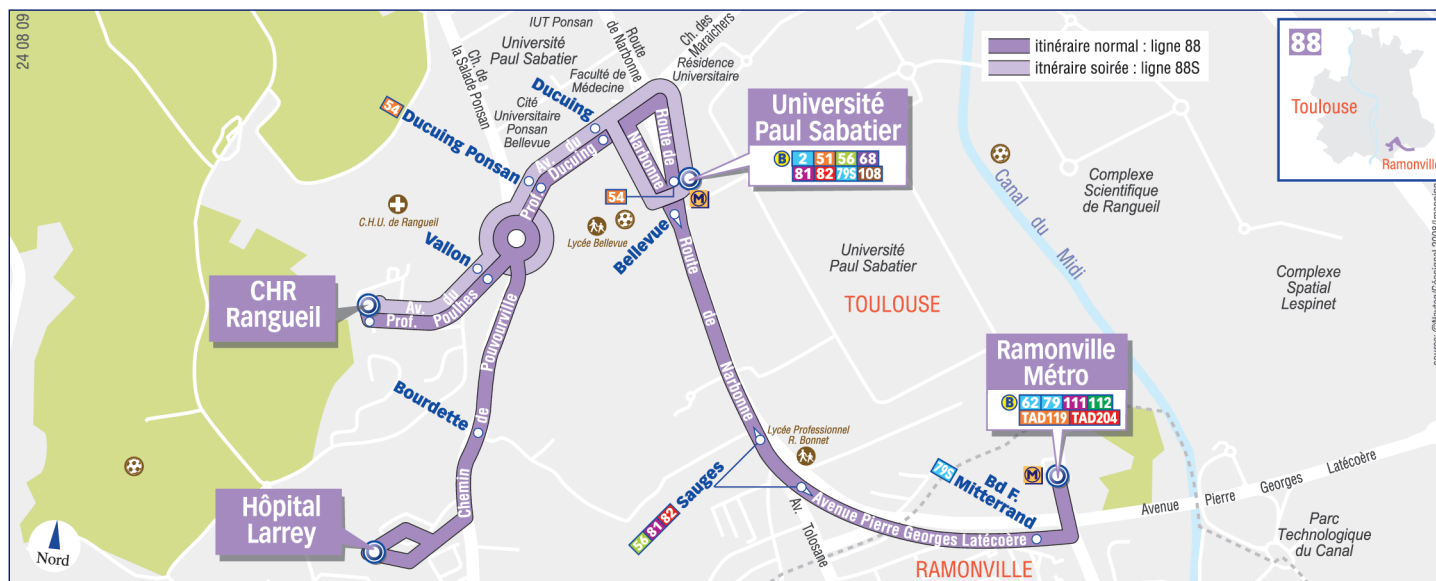 24 08 09
IUT Ponsan
Université
Paul Sabatier
Route
de Narbonne
Ch. des
Maraichers
Ch. de
la Salade Ponsan
Faculté de
Médecine
Résidence
Universitaire
Cité
Universitaire
Ponsan
Bellevue
itinéraire normal : ligne 88
itnéraire soirée : ligne 88S
88
Toulouse
Ramonville
54 Ducuing Ponsan
Ducuing
Av. du
Prof. Ducuing
Route de
Narbonne
Université
Paul Sabatier
B 2 51 56 68
81 82 79S 108
54
M
Bellevue
C.H.U. de Rangueil
Lycée Bellevue
Vallon
CHR
Rangueil
Av. du
Prof. Poulhes
Chemin de Pouvourville
Bourdette
Hôpital
Larrey
Nord
Route de Narbonne
Université
Paul Sabatier
TOULOUSE
Canal du Midi
Complexe
Scientifique
de Rangueil
Complexe
Spatial
Lespinet
Ramonville
Métro
B 62 79 111 112
TAD119 TAD204
M
Lycée Professionnel
R. Bonnet
56 81 82 Sauges
79S Bd F.
Mitterrand
Avenue Pierre Georges Latécoère
Av. Tolosane
Avenue Pierre Georges Latécoère
RAMONVILLE
Parc
Technologique
du Canal